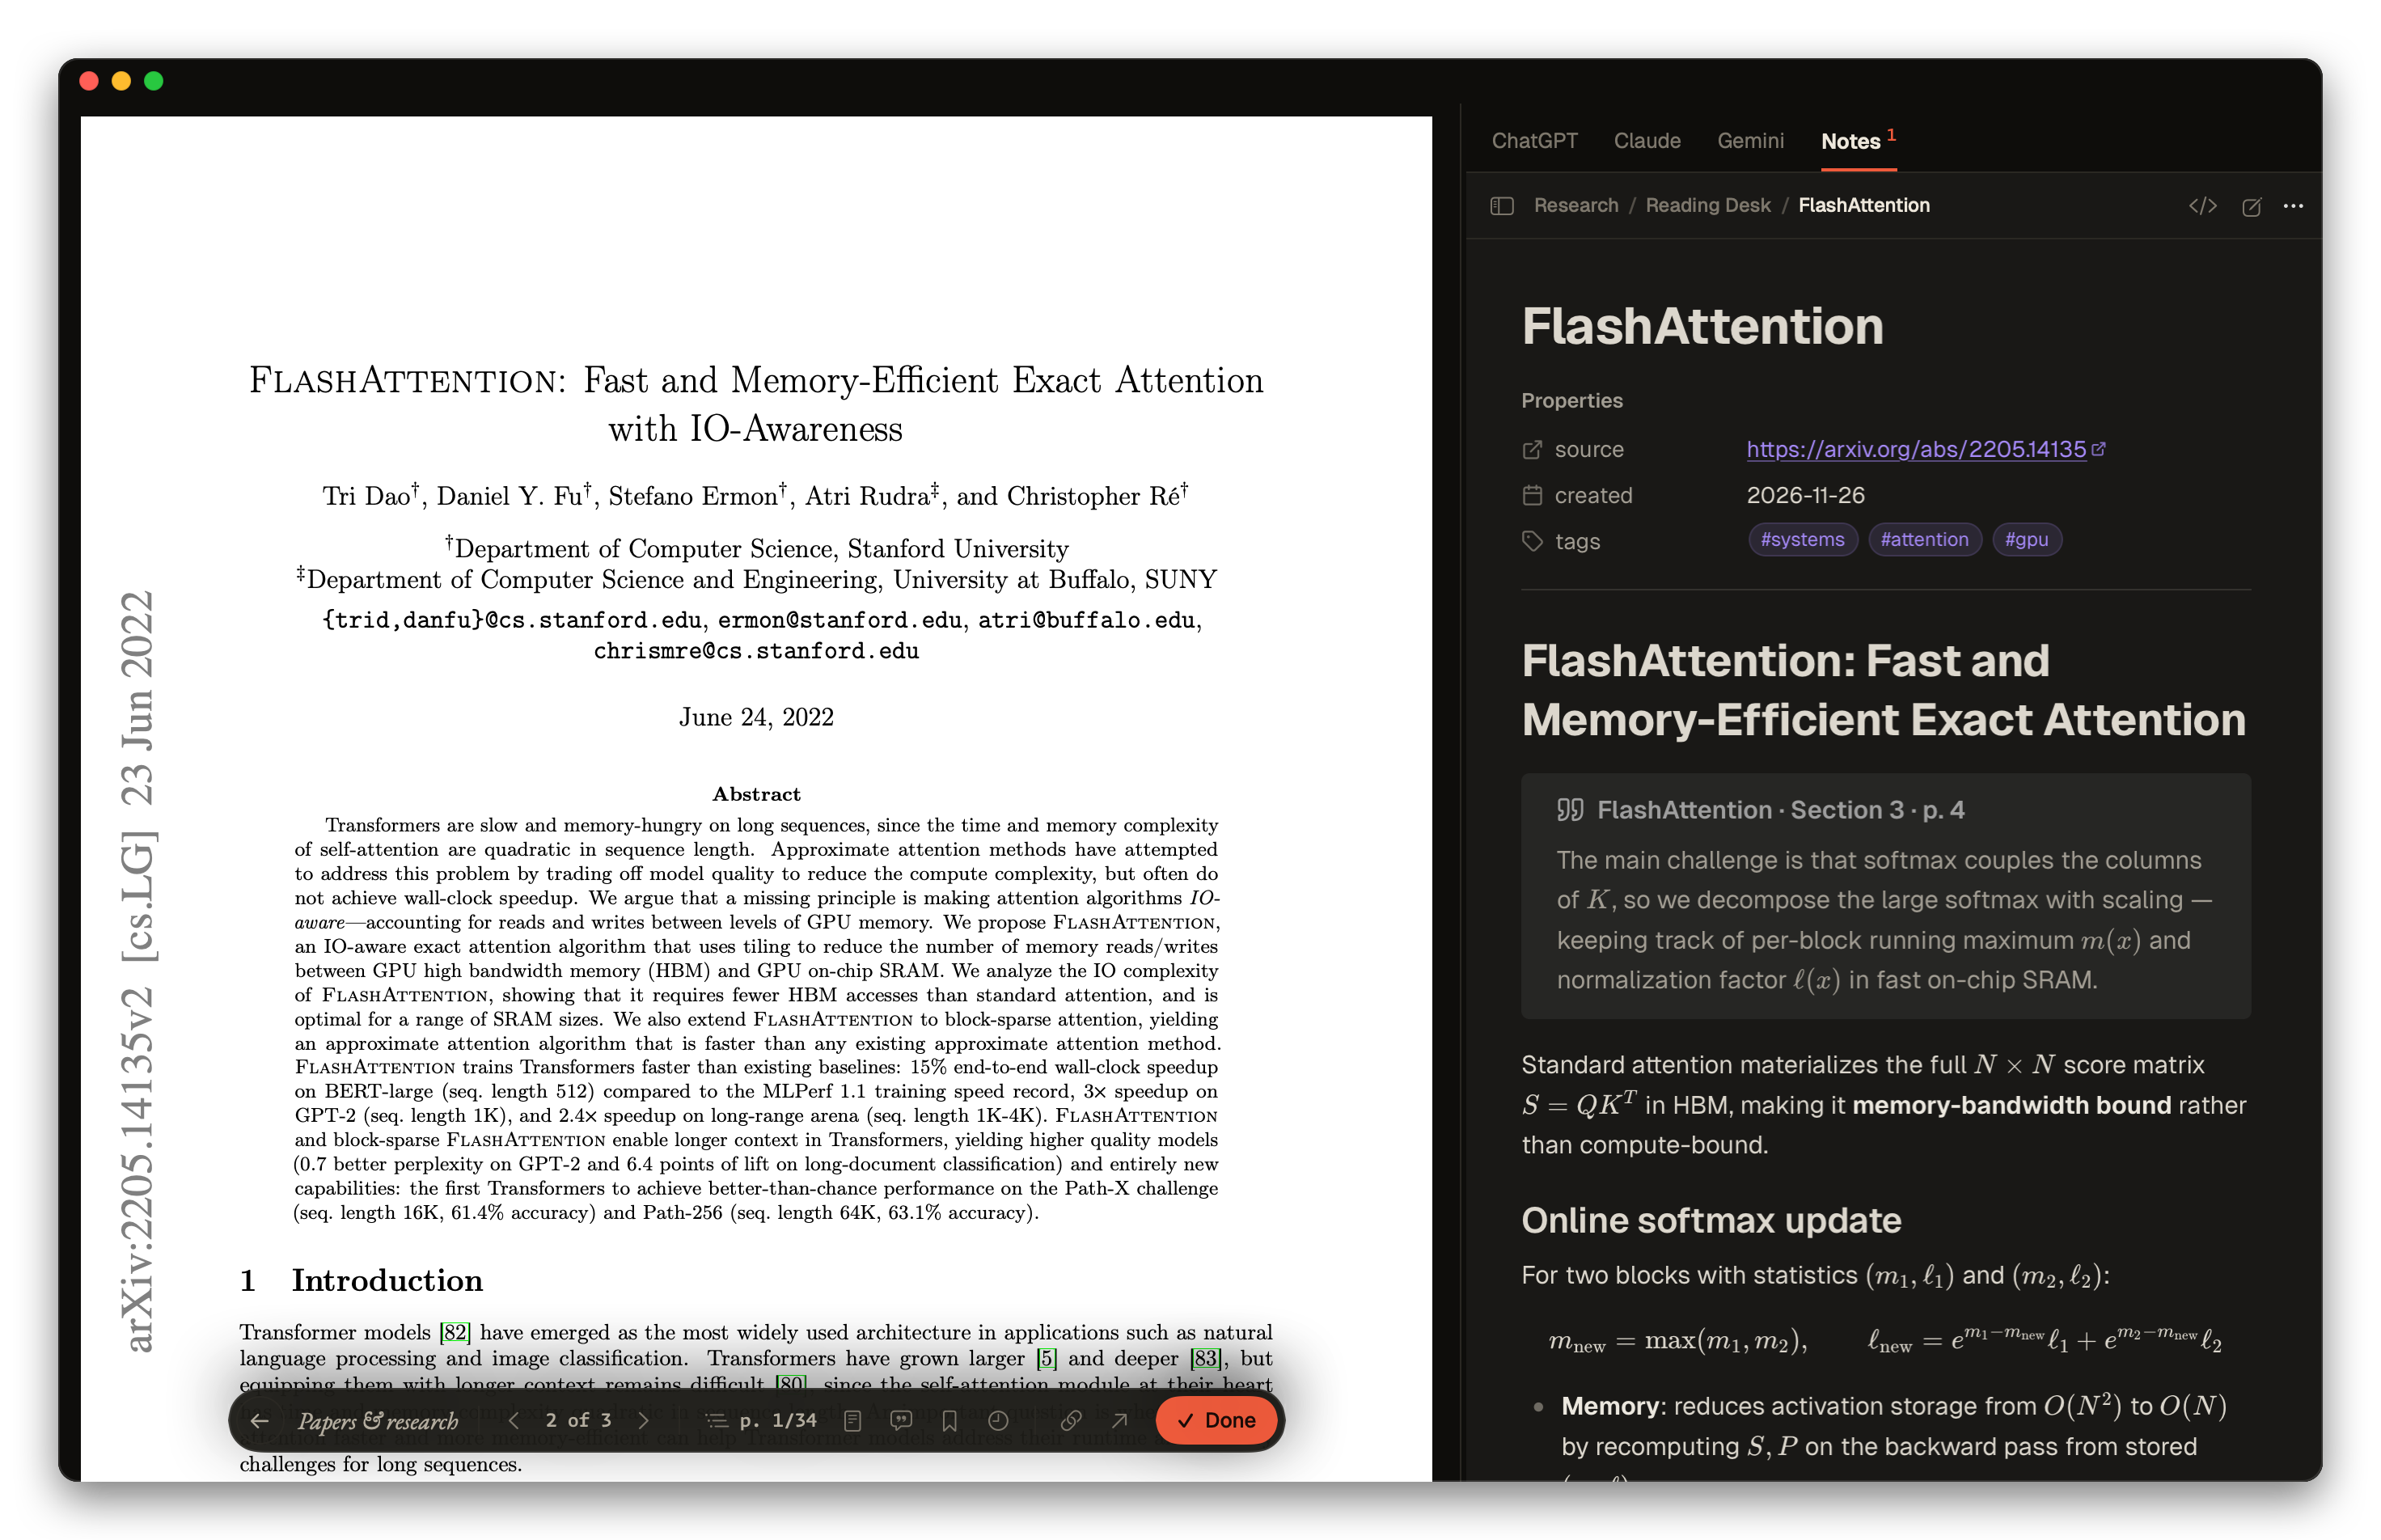 FLASHATTENTION: Fast and Memory-Efficient Exact Attention
with IO-Awareness
Tri Dao†, Daniel Y. Fu†, Stefano Ermon†, Atri Rudra‡, and Christopher Ré†
†Department of Computer Science, Stanford University
‡Department of Computer Science and Engineering, University at Buffalo, SUNY
{trid,danfu}@cs.stanford.edu, ermon@stanford.edu, atri@buffalo.edu,
chrismre@cs.stanford.edu
June 24, 2022
arXiv:2205.14135v2 [cs.LG] 23 Jun 2022
Abstract
Transformers are slow and memory-hungry on long sequences, since the time and memory complexity
of self-attention are quadratic in sequence length. Approximate attention methods have attempted
to address this problem by trading off model quality to reduce the compute complexity, but often do
not achieve wall-clock speedup. We argue that a missing principle is making attention algorithms IO-
aware—accounting for reads and writes between levels of GPU memory. We propose FLASHATTENTION,
an IO-aware exact attention algorithm that uses tiling to reduce the number of memory reads/writes
between GPU high bandwidth memory (HBM) and GPU on-chip SRAM. We analyze the IO complexity
of FLASHATTENTION, showing that it requires fewer HBM accesses than standard attention, and is
optimal for a range of SRAM sizes. We also extend FLASHATTENTION to block-sparse attention, yielding
an approximate attention algorithm that is faster than any existing approximate attention method.
FLASHATTENTION trains Transformers faster than existing baselines: 15% end-to-end wall-clock speedup
on BERT-large (seq. length 512) compared to the MLPerf 1.1 training speed record, 3× speedup on
GPT-2 (seq. length 1K), and 2.4× speedup on long-range arena (seq. length 1K-4K). FLASHATTENTION
and block-sparse FLASHATTENTION enable longer context in Transformers, yielding higher quality models
(0.7 better perplexity on GPT-2 and 6.4 points of lift on long-document classification) and entirely new
capabilities: the first Transformers to achieve better-than-chance performance on the Path-X challenge
(seq. length 16K, 61.4% accuracy) and Path-256 (seq. length 64K, 63.1% accuracy).
1 Introduction
Transformer models [82] have emerged as the most widely used architecture in applications such as natural
language processing and image classification. Transformers have grown larger [5] and deeper [83], but
equipping them with longer context remains difficult [80], since the self-attention module at their heart
challenges for long sequences.
Papers & research 2 of 3 p. 1/34 Done
ChatGPT Claude Gemini Notes 1
Research / Reading Desk / FlashAttention
FlashAttention
Properties
source https://arxiv.org/abs/2205.14135
created 2026-11-26
tags #systems #attention #gpu
FlashAttention: Fast and
Memory-Efficient Exact Attention
FlashAttention · Section 3 · p. 4
The main challenge is that softmax couples the columns
of K, so we decompose the large softmax with scaling —
keeping track of per-block running maximum m(x) and
normalization factor ℓ(x) in fast on-chip SRAM.
Standard attention materializes the full N × N score matrix
S = QK^T in HBM, making it memory-bandwidth bound rather
than compute-bound.
Online softmax update
For two blocks with statistics (m₁, ℓ₁) and (m₂, ℓ₂):
m_new = max(m₁, m₂), ℓ_new = e^{m₁−m_new}ℓ₁ + e^{m₂−m_new}ℓ₂
Memory: reduces activation storage from O(N²) to O(N)
by recomputing S, P on the backward pass from stored